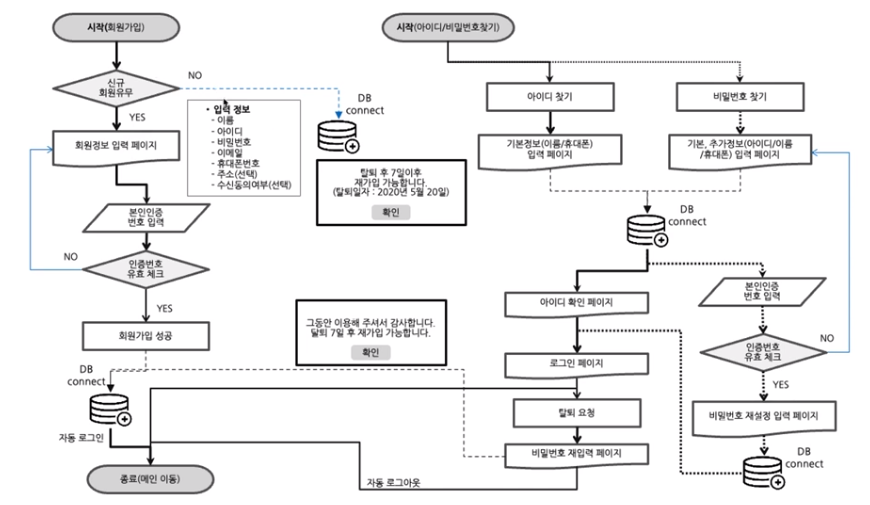 시작(회원가입)
시작(아이디/비밀번호찾기)
신규
회원유무
NO
YES
• 입력 정보
- 이름
- 아이디
- 비밀번호
- 이메일
- 휴대폰번호
- 주소(선택)
- 수신동의여부(선택)
DB
connect
탈퇴 후 7일이후
재가입 가능합니다.
(탈퇴일자 : 2020년 5월 20일)
확인
회원정보 입력 페이지
본인인증
번호 입력
NO
인증번호
유효 체크
YES
회원가입 성공
DB
connect
자동 로그인
종료(메인 이동)
그동안 이용해 주셔서 감사합니다.
탈퇴 7일 후 재가입 가능합니다.
확인
아이디 찾기
비밀번호 찾기
기본정보(이름/휴대폰)
입력 페이지
기본, 추가정보(아이디/이름
/휴대폰) 입력 페이지
DB
connect
아이디 확인 페이지
로그인 페이지
탈퇴 요청
비밀번호 재입력 페이지
자동 로그아웃
본인인증
번호 입력
NO
인증번호
유효 체크
YES
비밀번호 재설정 입력 페이지
DB
connect